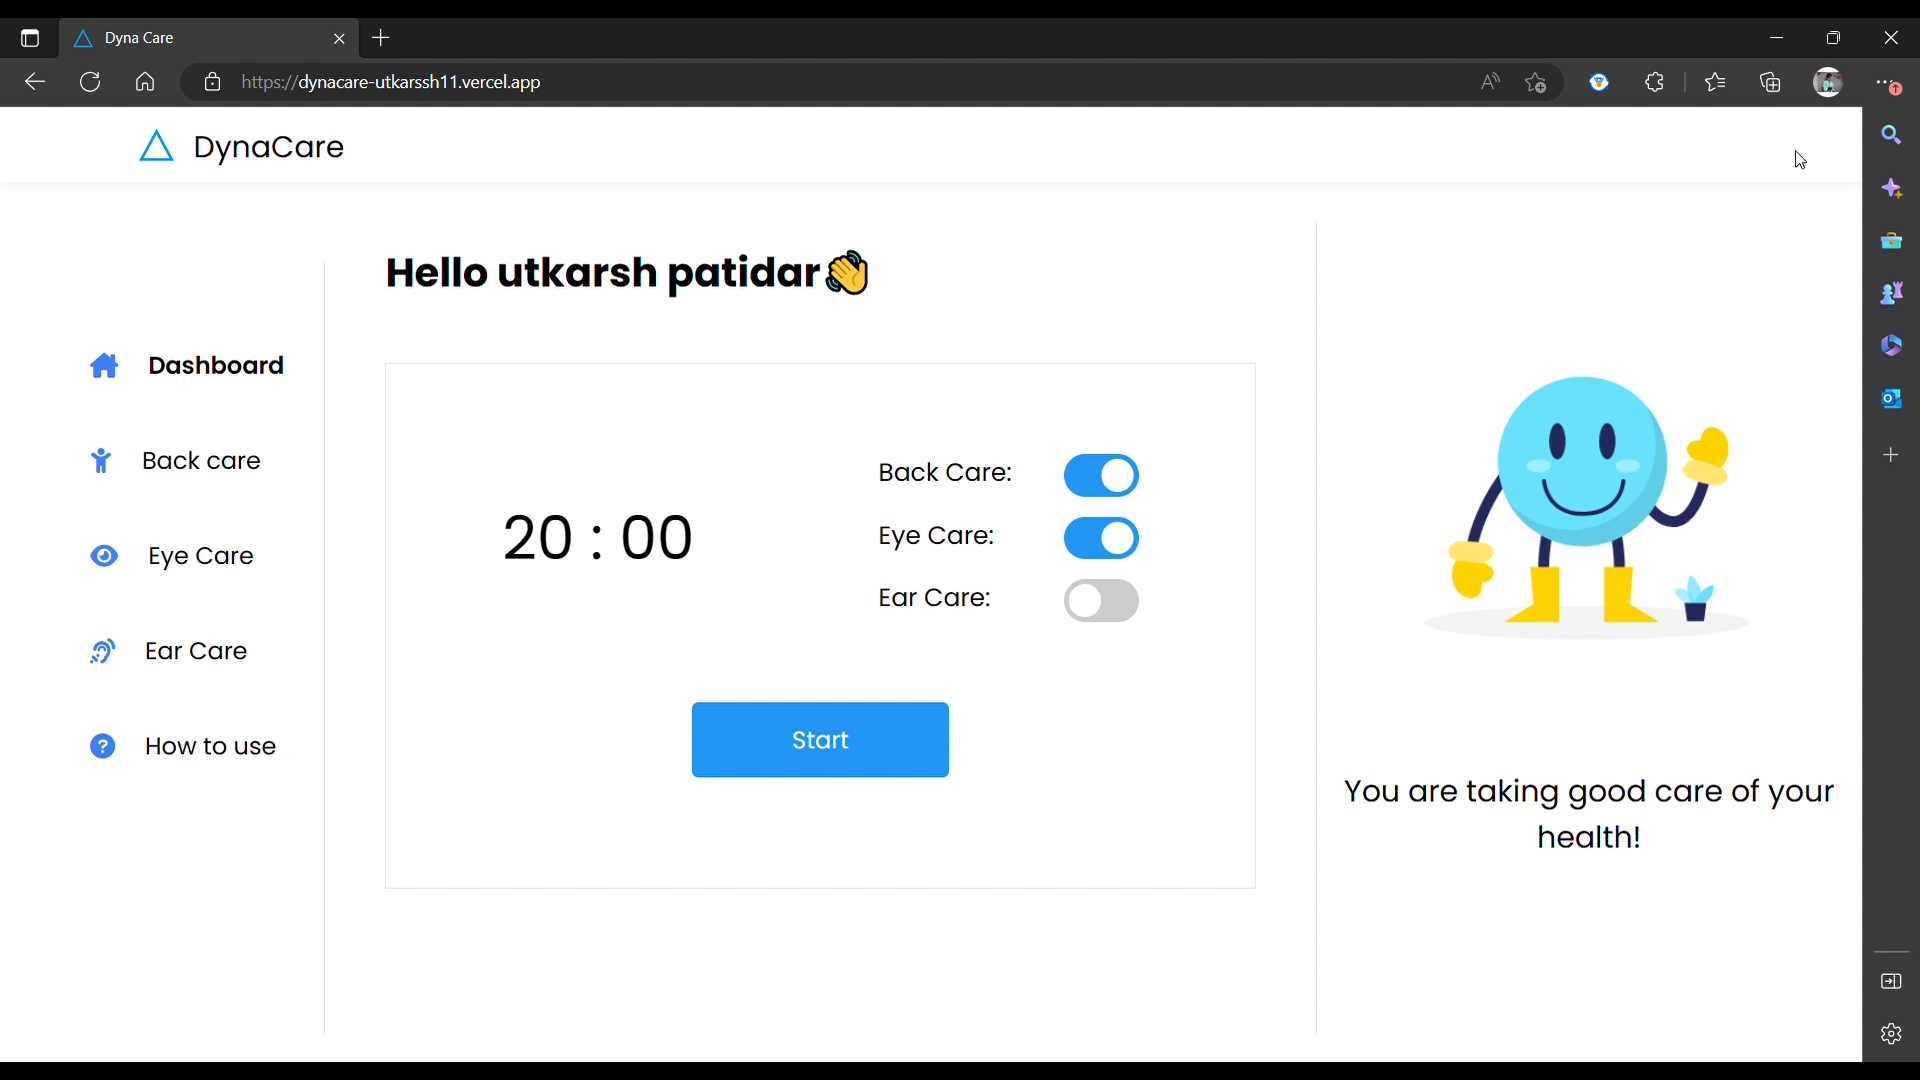 Dyna Care
https://dynacare-utkarssh11.vercel.app
DynaCare
Hello utkarsh patidar👋
Dashboard
Back care
Eye Care
Ear Care
How to use
20 : 00
Back Care:
Eye Care:
Ear Care:
Start
You are taking good care of your
health!